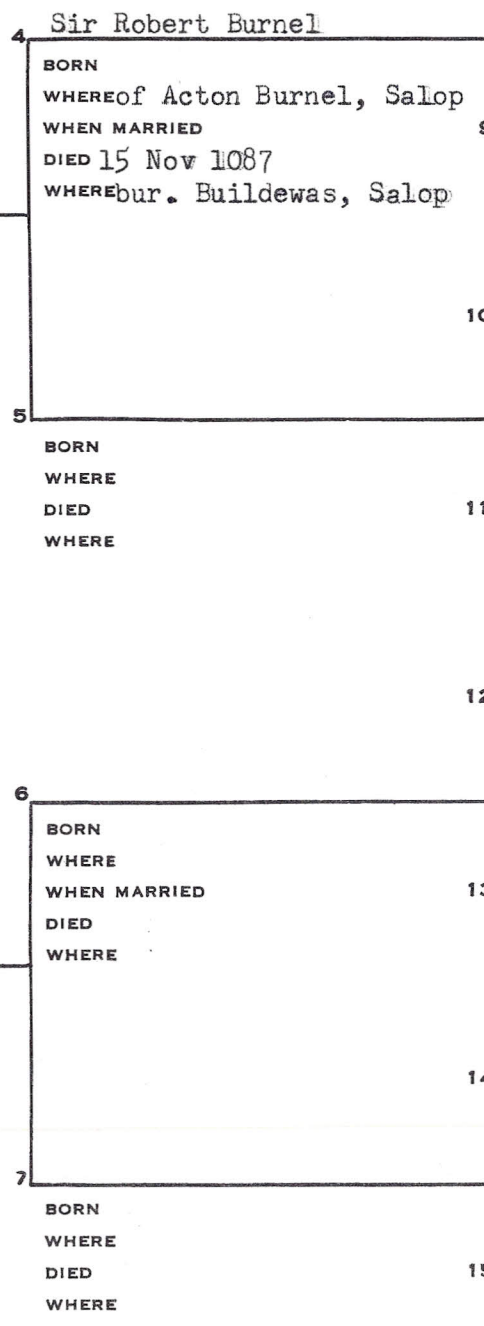 Sir Robert Burnel
4
BORN
WHERE of Acton Burnel, Salop
WHEN MARRIED
9
DIED 15 Nov 1087
WHERE bur. Buildewas, Salop
10
5
BORN
WHERE
DIED
11
WHERE
12
6
BORN
WHERE
WHEN MARRIED
13
DIED
WHERE
14
7
BORN
WHERE
DIED
15
WHERE